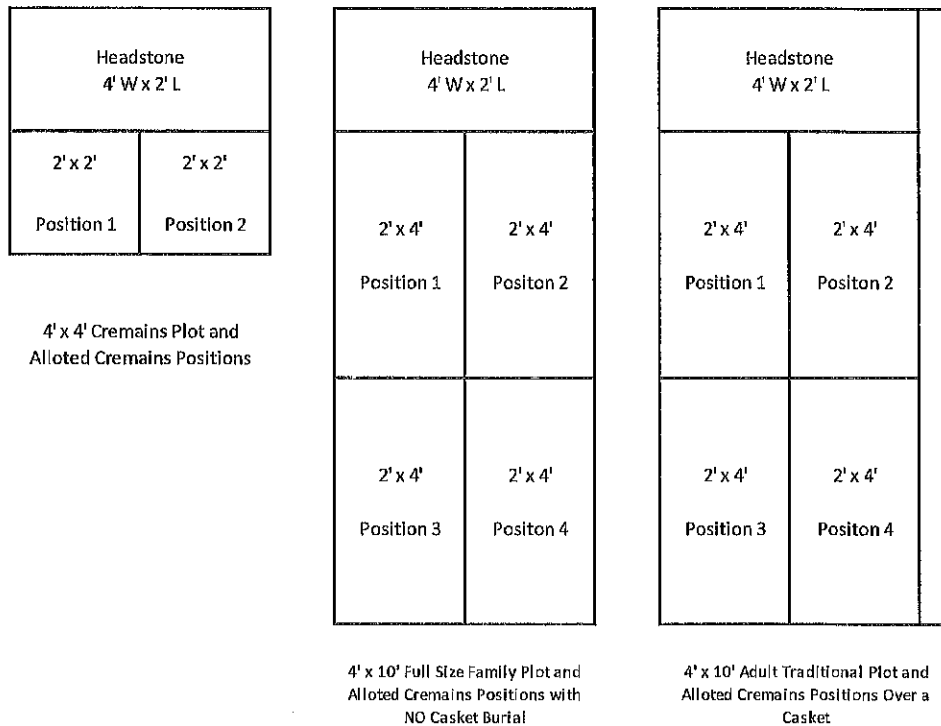 Headstone
4' W x 2' L
2' x 2'
2' x 2'
Position 1
Position 2
4' x 4' Cremains Plot and
Alloted Cremains Positions
Headstone
4' W x 2' L
2' x 4'
2' x 4'
Position 1
Positon 2
2' x 4'
2' x 4'
Position 3
Positon 4
4' x 10' Full Size Family Plot and
Alloted Cremains Positions with
NO Casket Burial
Headstone
4' W x 2' L
2' x 4'
2' x 4'
Position 1
Positon 2
2' x 4'
2' x 4'
Position 3
Positon 4
4' x 10' Adult Traditional Plot and
Alloted Cremains Positions Over a
Casket